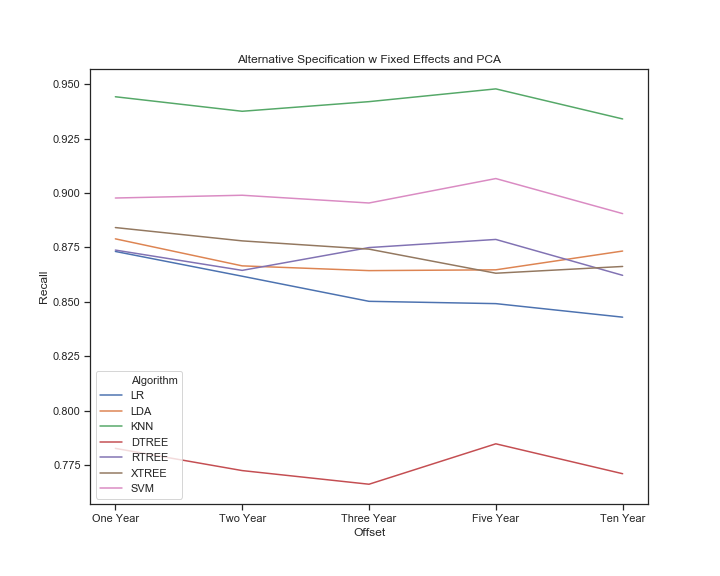 Alternative Specification w Fixed Effects and PCA
0.950
0.925
0.900
0.875
0.850
0.825
0.800
0.775
Recall
Algorithm
LR
LDA
KNN
DTREE
RTREE
XTREE
SVM
One Year
Two Year
Three Year
Five Year
Ten Year
Offset